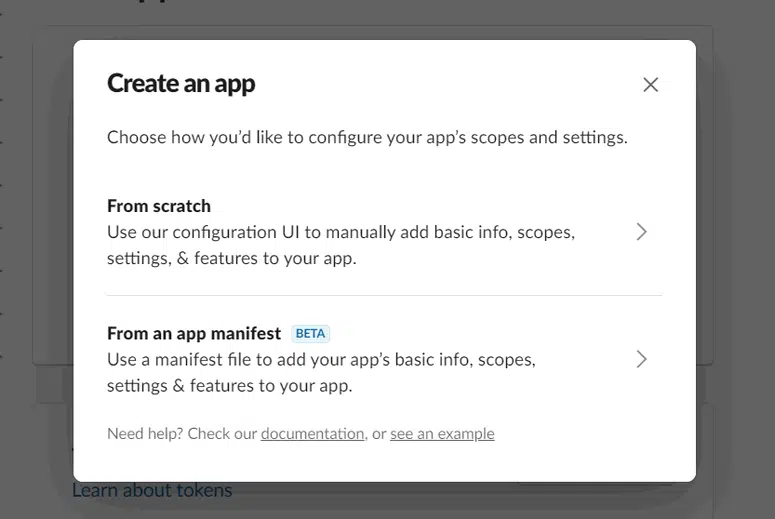 Create an app
Choose how you'd like to configure your app's scopes and settings.
From scratch
Use our configuration UI to manually add basic info, scopes,
settings, & features to your app.
From an app manifest BETA
Use a manifest file to add your app's basic info, scopes,
settings & features to your app.
Need help? Check our documentation, or see an example
Learn about tokens